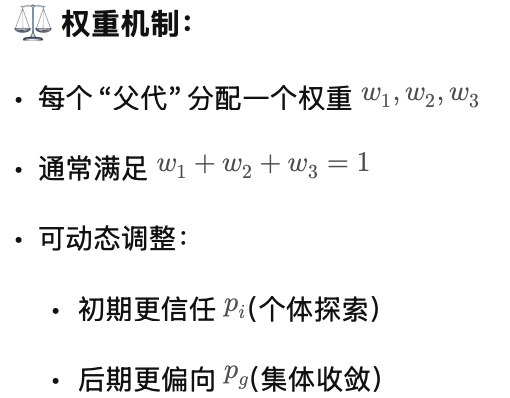 ⚖️ 权重机制：
• 每个“父代”分配一个权重 w₁, w₂, w₃
• 通常满足 w₁ + w₂ + w₃ = 1
• 可动态调整：
• 初期更信任 pᵢ(个体探索)
• 后期更偏向 p_g(集体收敛)